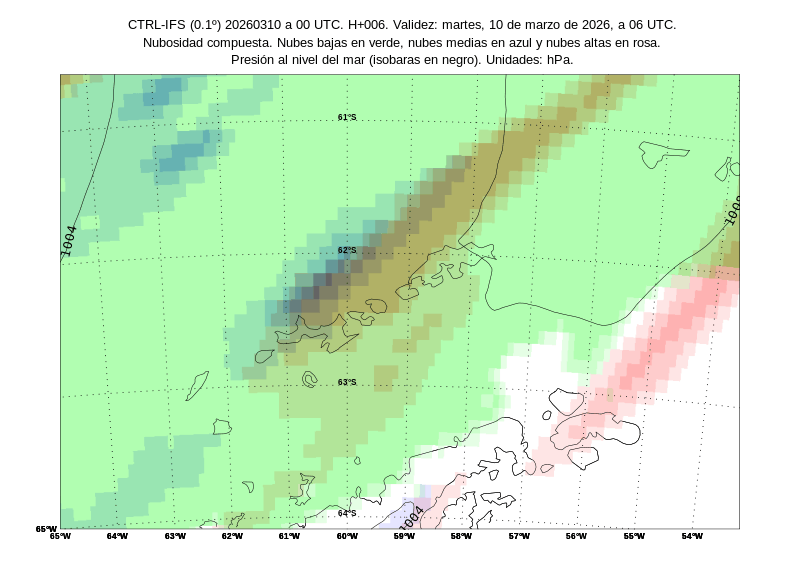 CTRL-IFS (0.1º) 20260310 a 00 UTC. H+006. Validez: martes, 10 de marzo de 2026, a 06 UTC.
Nubosidad compuesta. Nubes bajas en verde, nubes medias en azul y nubes altas en rosa.
Presión al nivel del mar (isobaras en negro). Unidades: hPa.
61°S
1004
62°S
63°S
64°S
1004
65°W
65°W 64°W 63°W 62°W 61°W 60°W 59°W 58°W 57°W 56°W 55°W 54°W